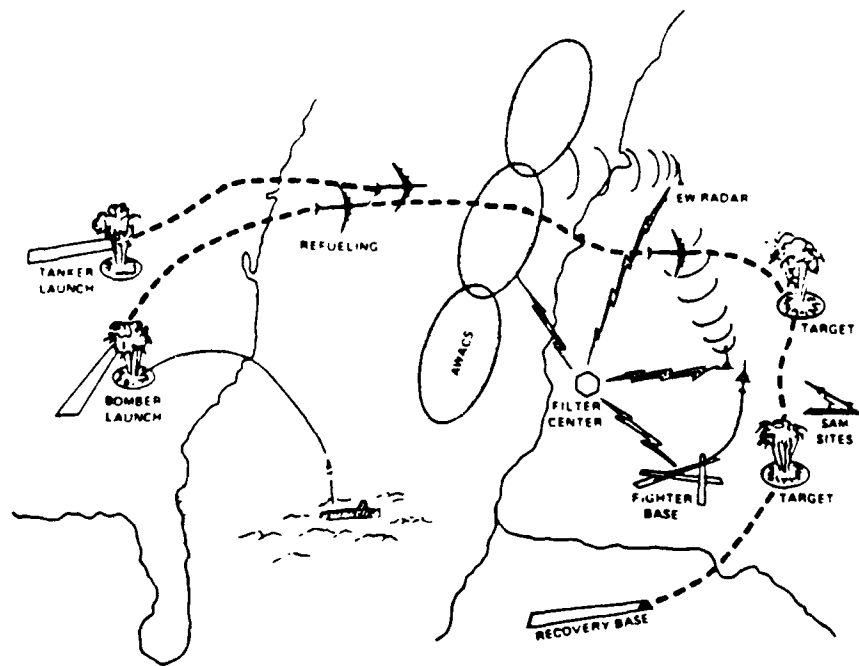 EW RADAR
REFUELING
TANKER
LAUNCH
TARGET
AWACS
BOMBER
LAUNCH
FILTER
CENTER
SAM
SITES
FIGHTER
BASE
TARGET
RECOVERY BASE